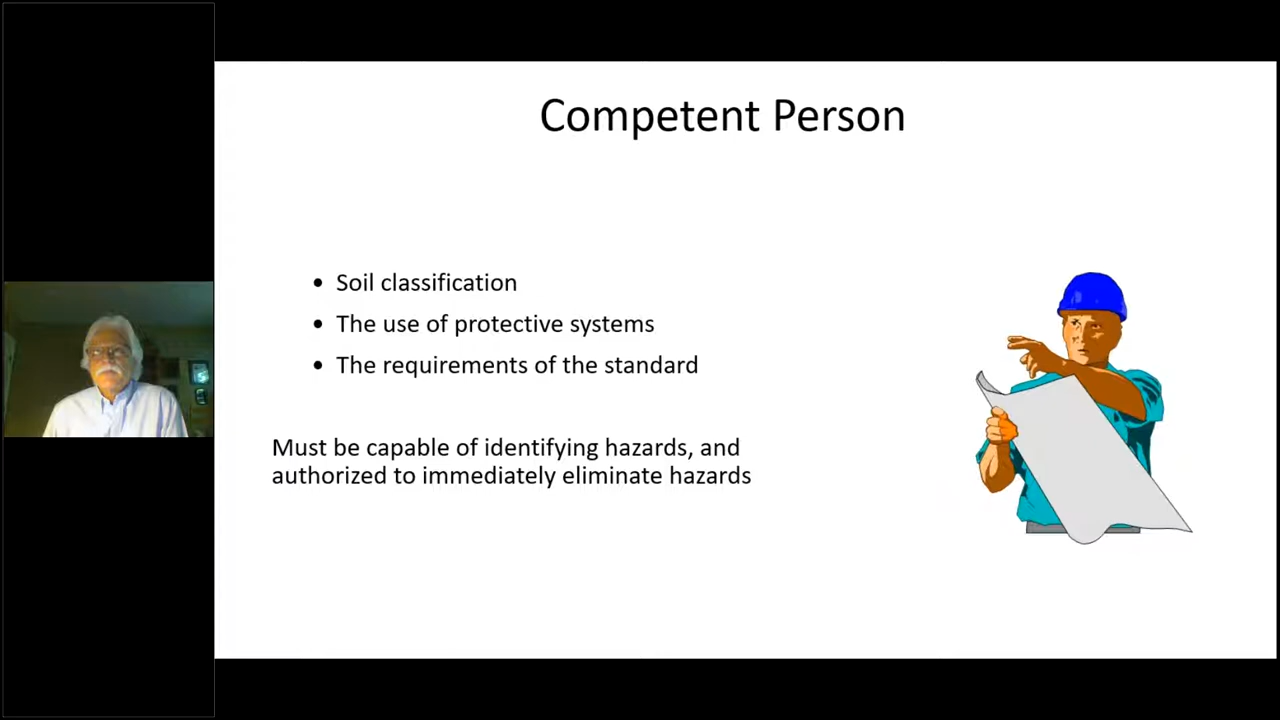 Competent Person
• Soil classification
• The use of protective systems
• The requirements of the standard
Must be capable of identifying hazards, and
authorized to immediately eliminate hazards